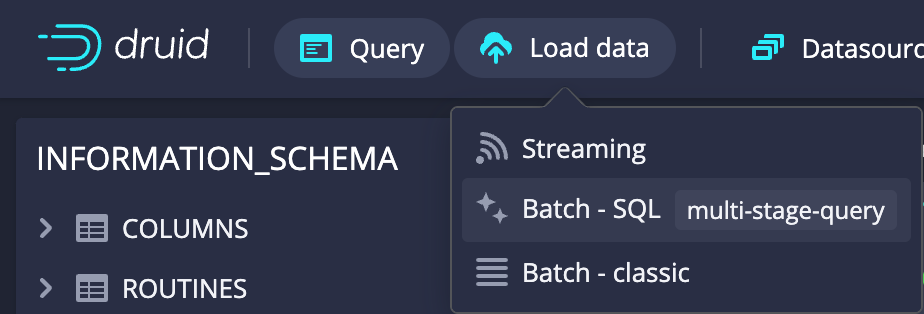 druid Query Load data Datasourc
INFORMATION_SCHEMA
COLUMNS
ROUTINES
Streaming
Batch - SQL multi-stage-query
Batch - classic